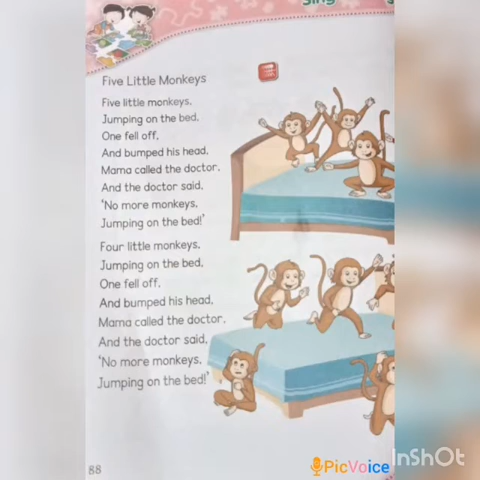 Sing
Five Little Monkeys
Five little monkeys,
Jumping on the bed.
One fell off,
And bumped his head.
Mama called the doctor,
And the doctor said,
'No more monkeys,
Jumping on the bed!'
Four little monkeys,
Jumping on the bed.
One fell off,
And bumped his head.
Mama called the doctor,
And the doctor said,
'No more monkeys,
Jumping on the bed!'
88
PicVoice
InShOt